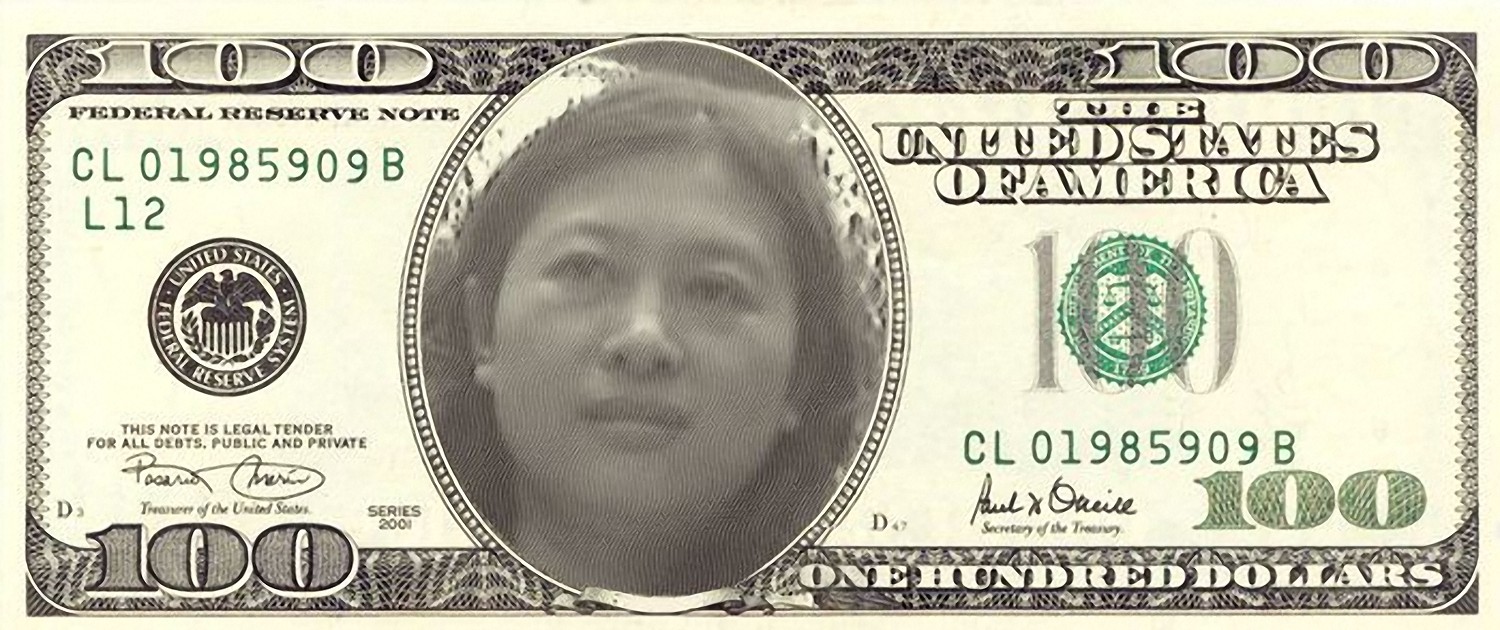 100
100
FEDERAL RESERVE NOTE
CL 01985909 B
L12
THE
UNITED STATES
OF AMERICA
UNITED STATES
FEDERAL RESERVE SYSTEM
100
THIS NOTE IS LEGAL TENDER
FOR ALL DEBTS, PUBLIC AND PRIVATE
Rosario Marin
Treasurer of the United States.
D 3
SERIES
2001
CL 01985909 B
Paul H O'Neill
Secretary of the Treasury.
D 47
100
100
ONE HUNDRED DOLLARS